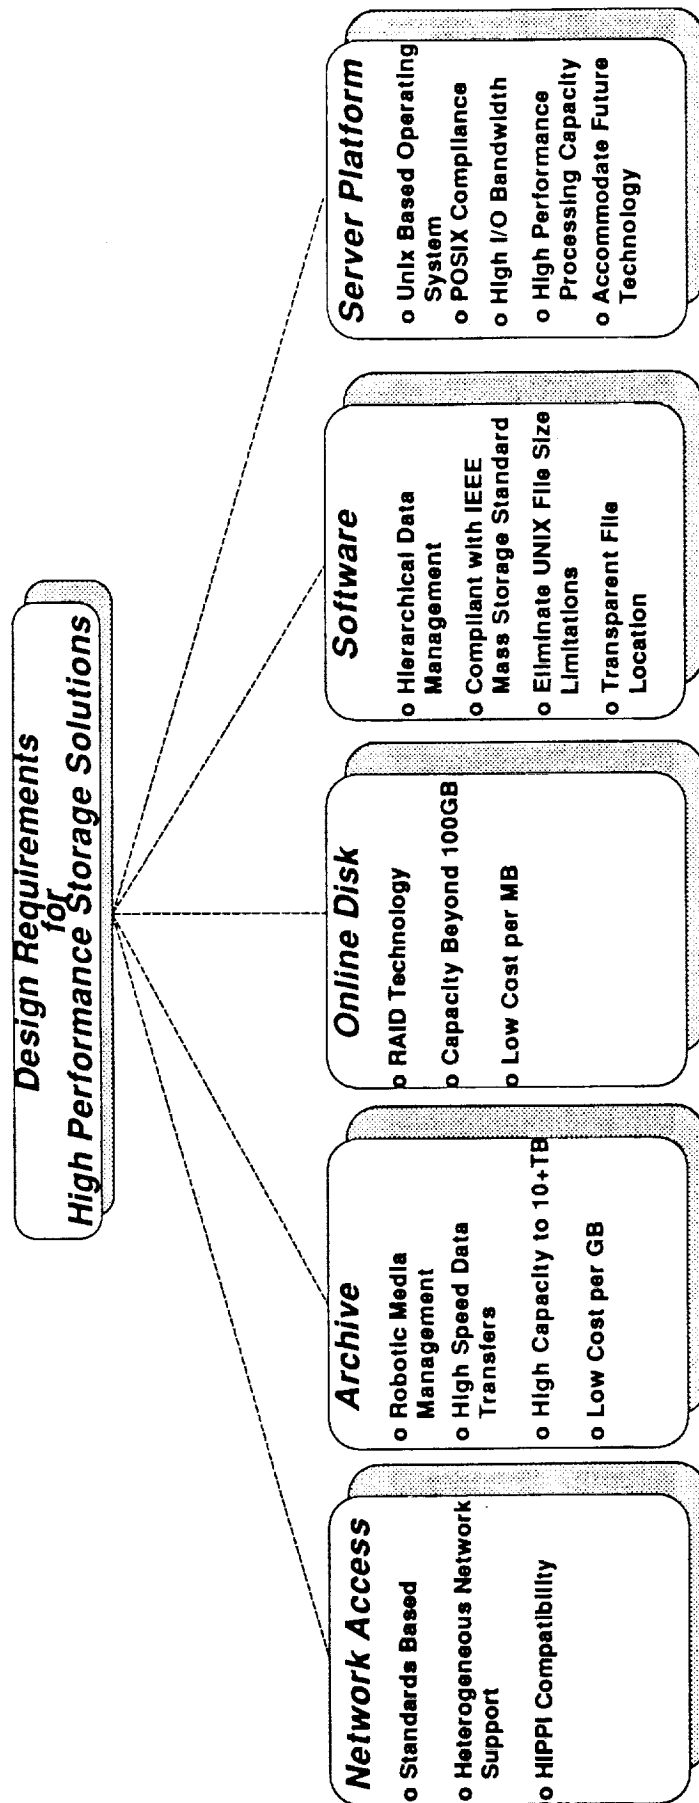 Design Requirements
for
High Performance Storage Solutions
Network Access
o Standards Based
o Heterogeneous Network
Support
o HIPPI Compatibility
Archive
o Robotic Media
Management
o High Speed Data
Transfers
o High Capacity to 10+TB
o Low Cost per GB
Online Disk
o RAID Technology
o Capacity Beyond 100GB
o Low Cost per MB
Software
o Hierarchical Data
Management
o Compliant with IEEE
Mass Storage Standard
o Eliminate UNIX File Size
Limitations
o Transparent File
Location
Server Platform
o Unix Based Operating
System
o POSIX Compliance
o High I/O Bandwidth
o High Performance
Processing Capacity
o Accommodate Future
Technology